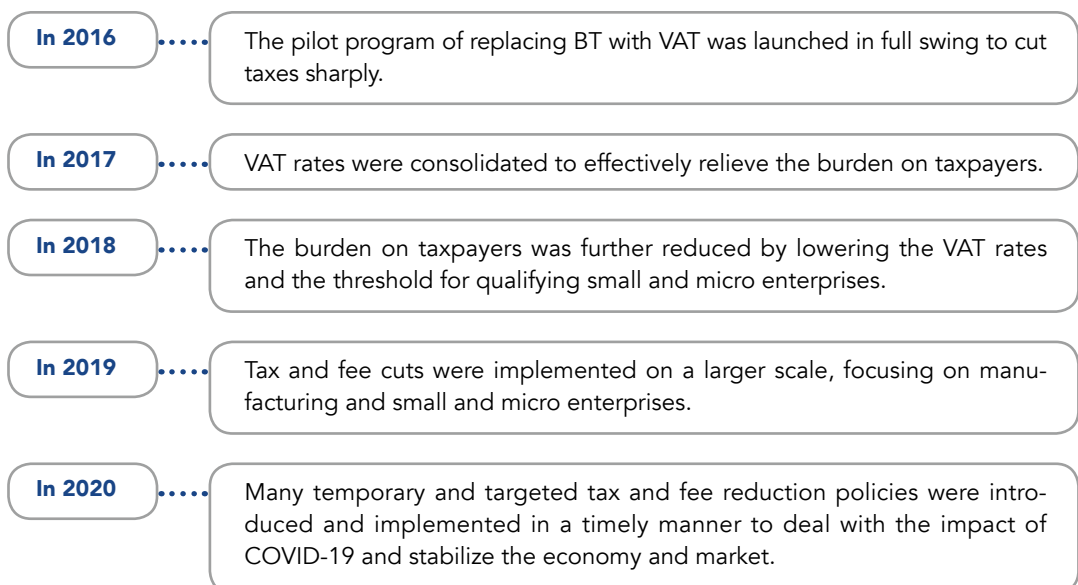 In 2016
The pilot program of replacing BT with VAT was launched in full swing to cut
taxes sharply.
In 2017
VAT rates were consolidated to effectively relieve the burden on taxpayers.
In 2018
The burden on taxpayers was further reduced by lowering the VAT rates
and the threshold for qualifying small and micro enterprises.
In 2019
Tax and fee cuts were implemented on a larger scale, focusing on manu-
facturing and small and micro enterprises.
In 2020
Many temporary and targeted tax and fee reduction policies were intro-
duced and implemented in a timely manner to deal with the impact of
COVID-19 and stabilize the economy and market.